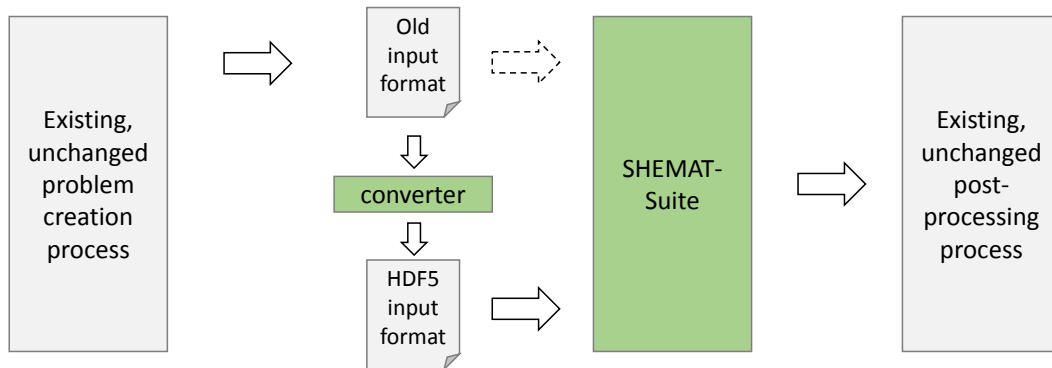 Existing,
unchanged
problem
creation
process
Old
input
format
converter
HDF5
input
format
SHEMAT-
Suite
Existing,
unchanged
post-
processing
process